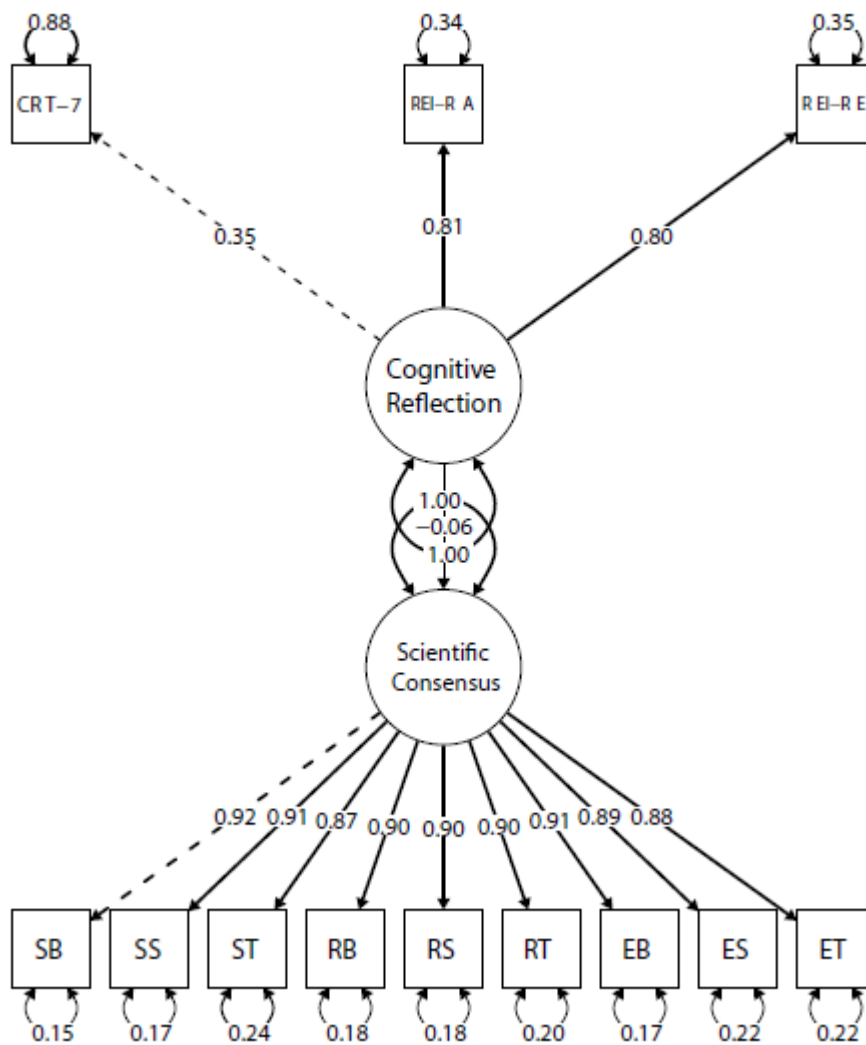 0.88 0.34 0.35
CRT-7 REI-R A R EI-R E
0.35 0.81 0.80
Cognitive
Reflection
1.00
-0.06
1.00
Scientific
Consensus
0.92 0.91 0.87 0.90 0.90 0.90 0.91 0.89 0.88
SB SS ST RB RS RT EB ES ET
0.15 0.17 0.24 0.18 0.18 0.20 0.17 0.22 0.22